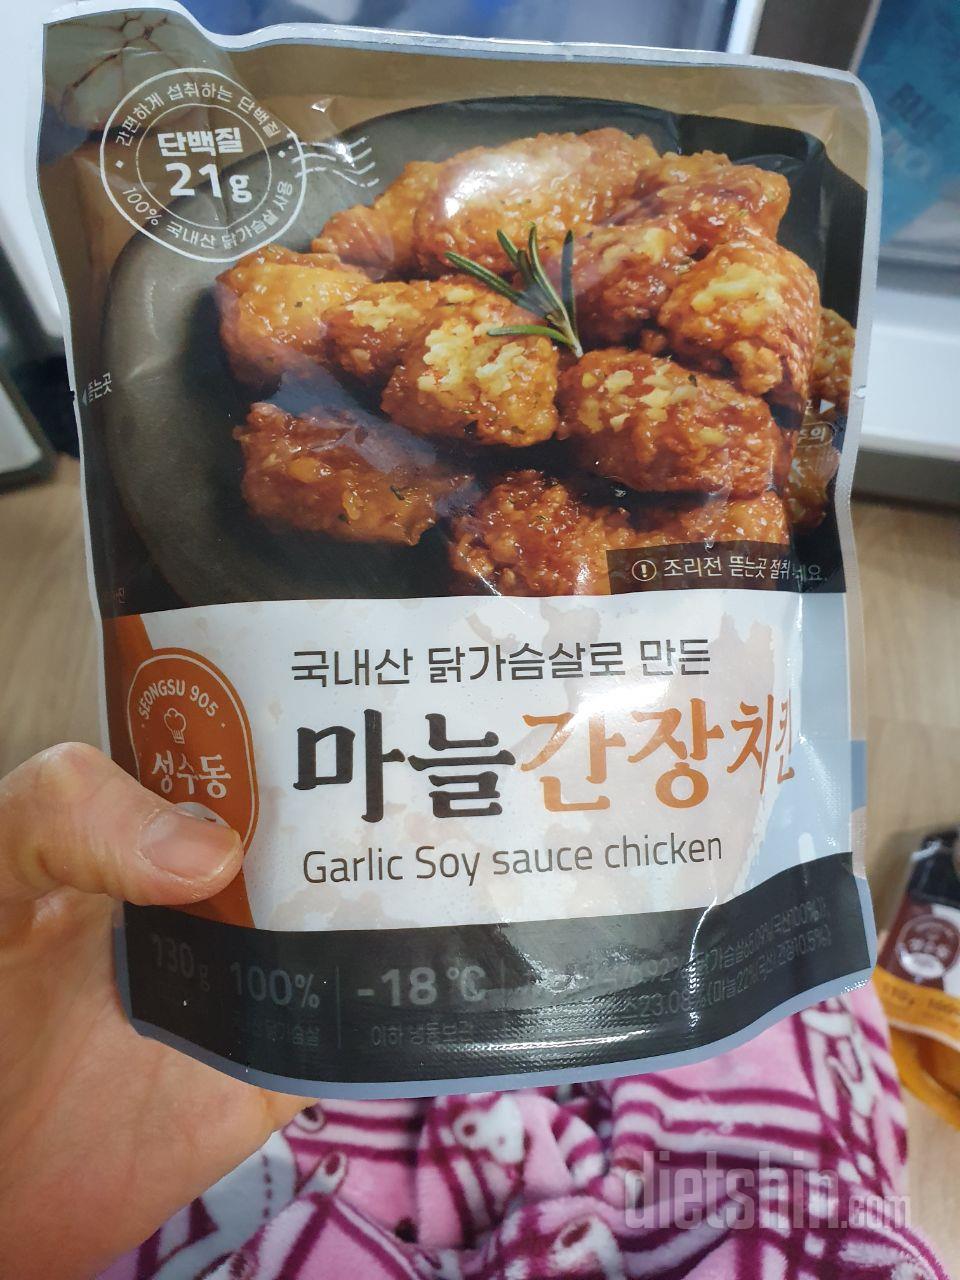 간편하게 섭취하는 단백질
단백질
21g
100% 국내산 닭가슴살 사용
◀ 뜯는곳
조리전 뜯는곳 절취
국내산 닭가슴살로 만든
SEONGSU 905
성수동
마늘간장치킨
Garlic Soy sauce chicken
130g
100%
닭가슴살
-18℃
이하 냉동보관
dietshin.com